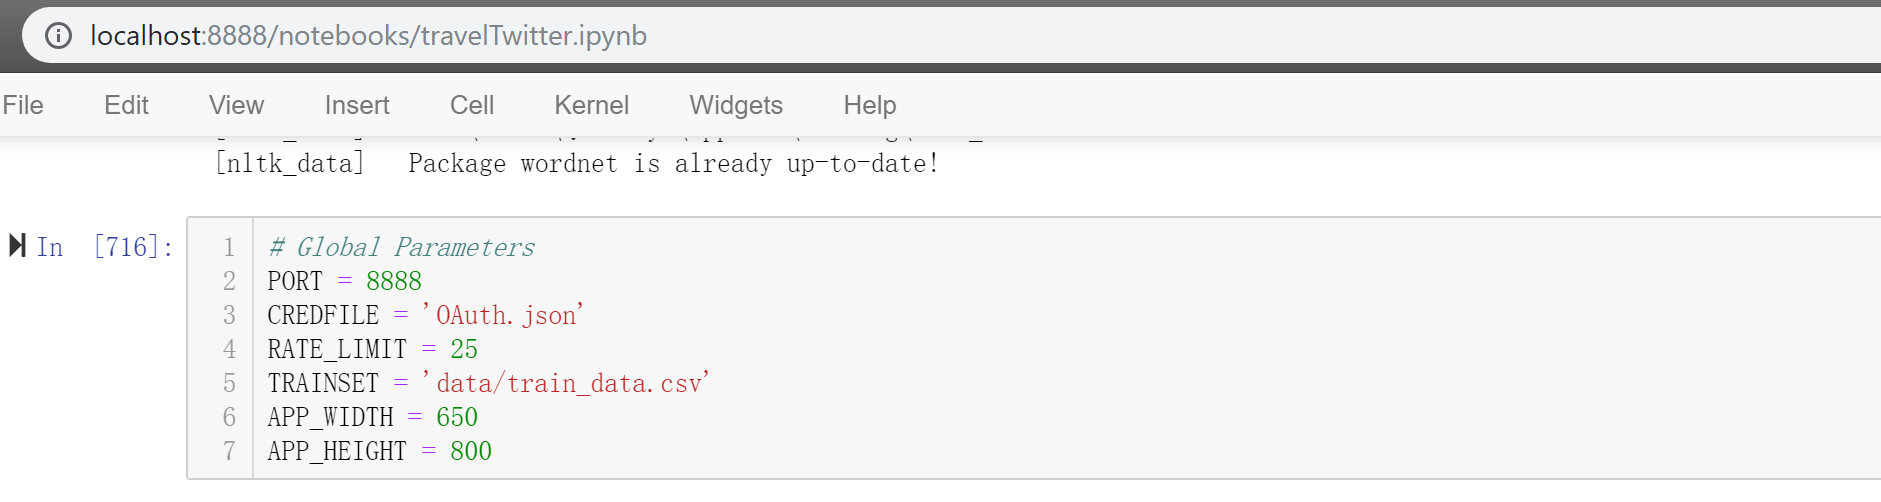 localhost:8888/notebooks/travelTwitter.ipynb
File Edit View Insert Cell Kernel Widgets Help
[nltk_data]   Package wordnet is already up-to-date!
In [716]:
1 # Global Parameters
2 PORT = 8888
3 CREDFILE = 'OAuth.json'
4 RATE_LIMIT = 25
5 TRAINSET = 'data/train_data.csv'
6 APP_WIDTH = 650
7 APP_HEIGHT = 800